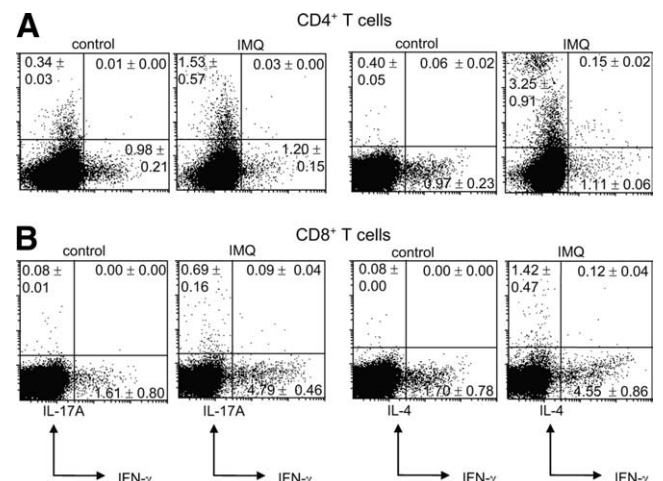 A
CD4+ T cells
control
IMQ
control
IMQ
0.34 ±
0.03
0.01 ± 0.00
0.98 ±
0.21
1.53 ±
0.57
0.03 ± 0.00
1.20 ±
0.15
0.40 ±
0.05
0.06 ± 0.02
0.97 ± 0.23
3.25 ±
0.91
0.15 ± 0.02
1.11 ± 0.06
B
CD8+ T cells
control
IMQ
control
IMQ
0.08 ±
0.01
0.00 ± 0.00
1.61 ± 0.80
0.69 ±
0.16
0.09 ± 0.04
4.79 ± 0.46
0.08 ±
0.00
0.00 ± 0.00
1.70 ± 0.78
1.42 ±
0.47
0.12 ± 0.04
4.55 ± 0.86
IL-17A
IL-17A
IL-4
IL-4
IFN-γ
IFN-γ
IFN-γ
IFN-γ